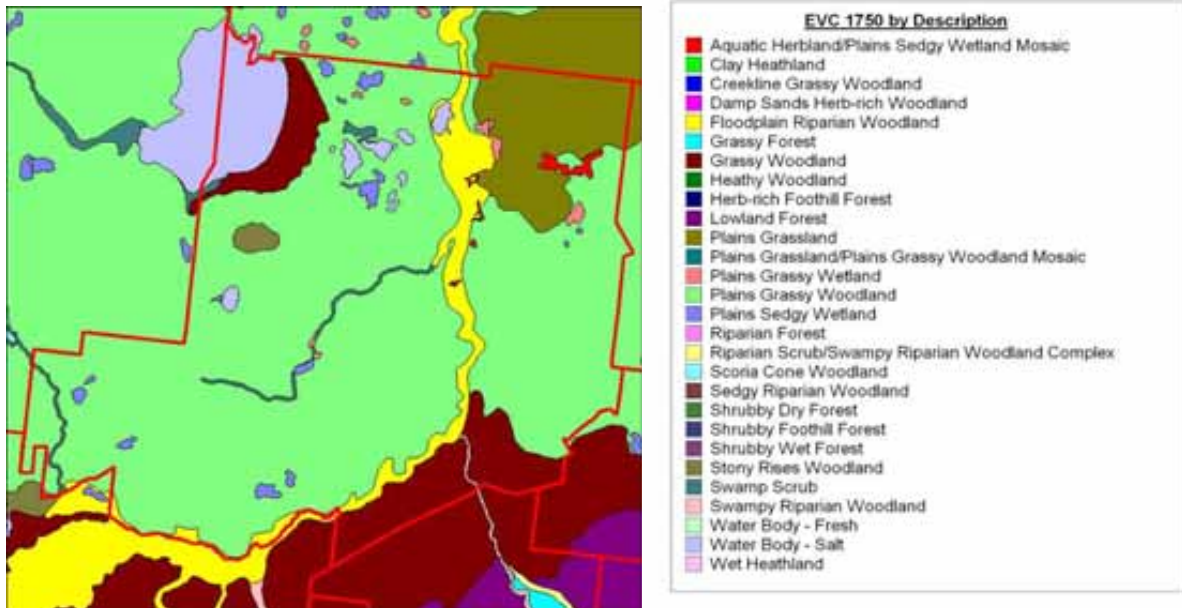 EVC 1750 by Description
Aquatic Herbland/Plains Sedgy Wetland Mosaic
Clay Heathland
Creekline Grassy Woodland
Damp Sands Herb-rich Woodland
Floodplain Riparian Woodland
Grassy Forest
Grassy Woodland
Heathy Woodland
Herb-rich Foothill Forest
Lowland Forest
Plains Grassland
Plains Grassland/Plains Grassy Woodland Mosaic
Plains Grassy Wetland
Plains Grassy Woodland
Plains Sedgy Wetland
Riparian Forest
Riparian Scrub/Swampy Riparian Woodland Complex
Scoria Cone Woodland
Sedgy Riparian Woodland
Shrubby Dry Forest
Shrubby Foothill Forest
Shrubby Wet Forest
Stony Rises Woodland
Swamp Scrub
Swampy Riparian Woodland
Water Body - Fresh
Water Body - Salt
Wet Heathland